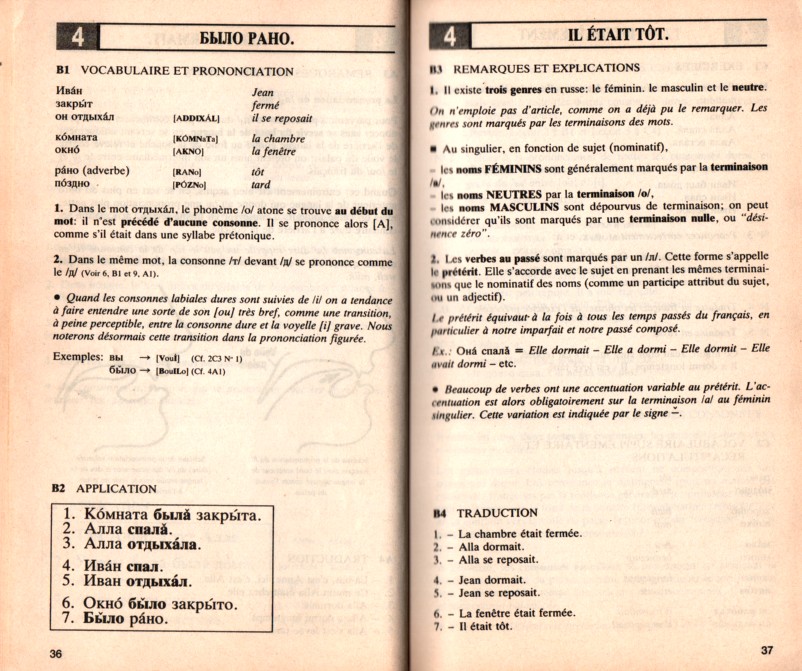 4 БЫЛО РАНО.
B1 VOCABULAIRE ET PRONONCIATION
Ива́н Jean
закры́т fermé
он отдыха́л [ADDIXÁL] il se reposait
ко́мната [KÓMNaTa] la chambre
окно́ [AKNO] la fenêtre
ра́но (adverbe) [RANo] tôt
по́здно [PÓZNo] tard
1. Dans le mot отдыха́л, le phonème /o/ atone se trouve au début du
mot: il n'est précédé d'aucune consonne. Il se prononce alors [A],
comme s'il était dans une syllabe prétonique.
2. Dans le même mot, la consonne /т/ devant /д/ se prononce comme
le /д/ (Voir 6, B1 et 9, A1).
• Quand les consonnes labiales dures sont suivies de /i/ on a tendance
à faire entendre une sorte de son [ou] très bref, comme une transition,
à peine perceptible, entre la consonne dure et la voyelle [i] grave. Nous
noterons désormais cette transition dans la prononciation figurée.
Exemples: вы → [VouI] (Cf. 2C3 N° 1)
бы́ло → [BouILo] (Cf. 4A1)
B2 APPLICATION
1. Ко́мната была̌ закры́та.
2. Алла спала̌.
3. Алла отдыха́ла.
4. Ива́н спал.
5. Иван отдыха́л.
6. Окно́ бы́ло закры́то.
7. Бы́ло ра́но.
36
4 IL ÉTAIT TÔT.
B3 REMARQUES ET EXPLICATIONS
1. Il existe trois genres en russe: le féminin. le masculin et le neutre.
On n'emploie pas d'article, comme on a déjà pu le remarquer. Les
genres sont marqués par les terminaisons des mots.
■ Au singulier, en fonction de sujet (nominatif),
– les noms FÉMININS sont généralement marqués par la terminaison
/a/,
– les noms NEUTRES par la terminaison /o/,
– les noms MASCULINS sont dépourvus de terminaison; on peut
considérer qu'ils sont marqués par une terminaison nulle, ou "dési-
nence zéro".
2. Les verbes au passé sont marqués par un /л/. Cette forme s'appelle
le prétérit. Elle s'accorde avec le sujet en prenant les mêmes terminai-
sons que le nominatif des noms (comme un participe attribut du sujet,
ou un adjectif).
Le prétérit équivaut à la fois à tous les temps passés du français, en
particulier à notre imparfait et notre passé composé.
Ex.: Она́ спала̌ = Elle dormait – Elle a dormi – Elle dormit – Elle
avait dormi – etc.
• Beaucoup de verbes ont une accentuation variable au prétérit. L'ac-
centuation est alors obligatoirement sur la terminaison /a/ au féminin
singulier. Cette variation est indiquée par le signe ˇ.
B4 TRADUCTION
1. – La chambre était fermée.
2. – Alla dormait.
3. – Alla se reposait.
4. – Jean dormait.
5. – Jean se reposait.
6. – La fenêtre était fermée.
7. – Il était tôt.
37